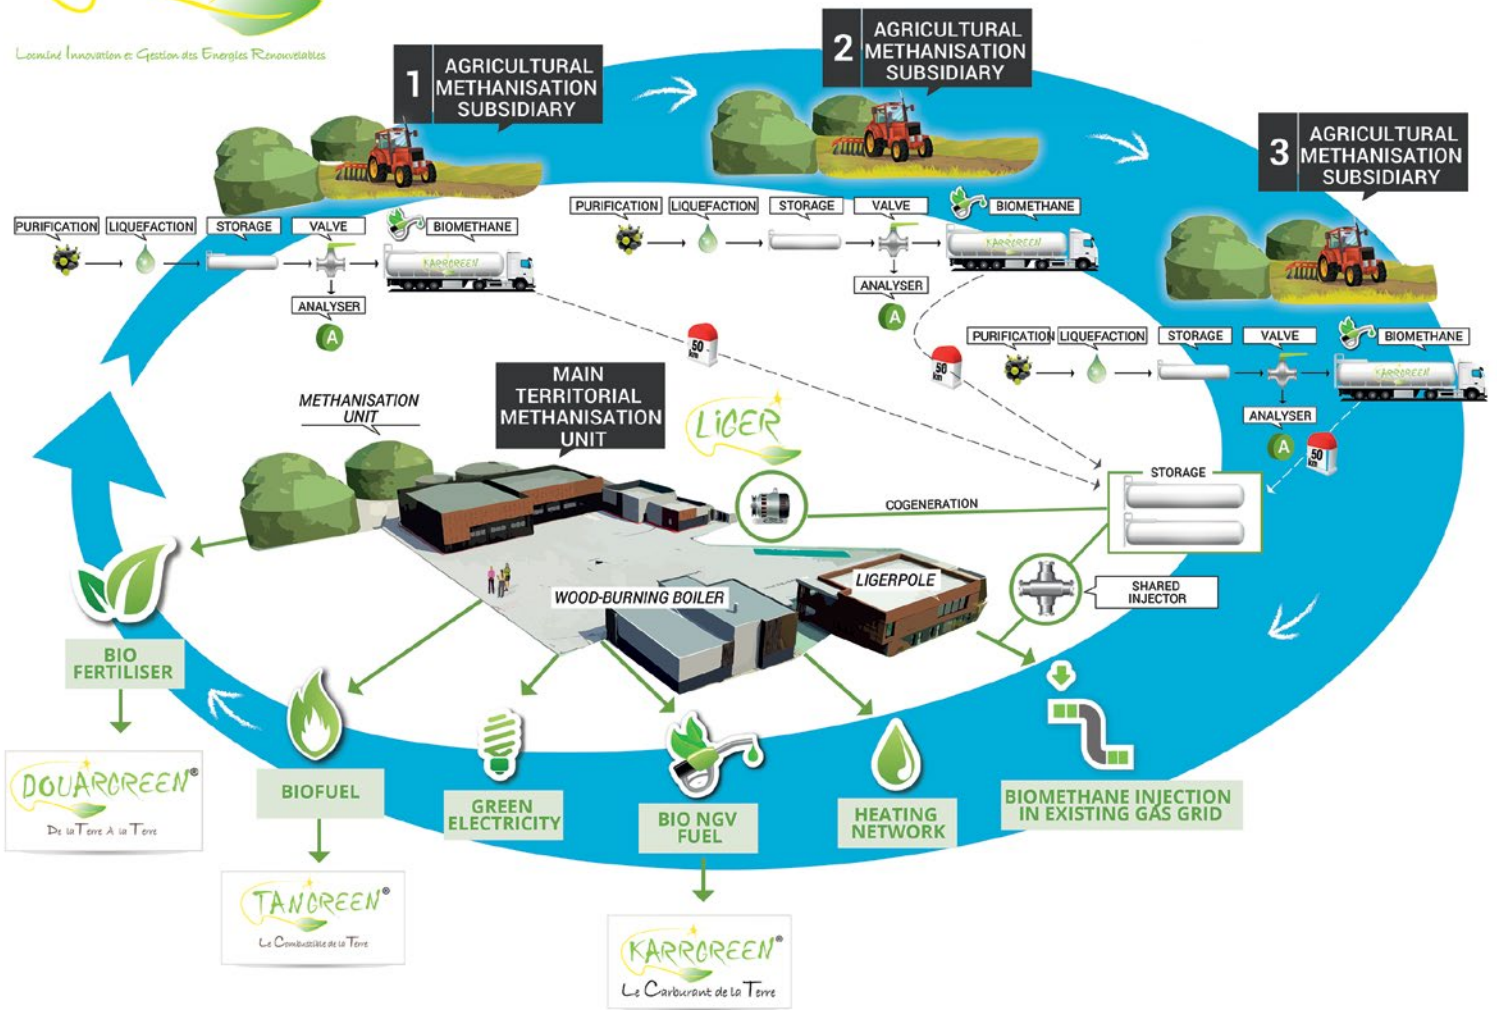 Locminé Innovation et Gestion des Energies Renouvelables
1
AGRICULTURAL
METHANISATION
SUBSIDIARY
2
AGRICULTURAL
METHANISATION
SUBSIDIARY
3
AGRICULTURAL
METHANISATION
SUBSIDIARY
PURIFICATION
LIQUEFACTION
STORAGE
VALVE
BIOMETHANE
KARRGREEN
ANALYSER
A
PURIFICATION
LIQUEFACTION
STORAGE
VALVE
BIOMETHANE
KARRGREEN
ANALYSER
A
PURIFICATION
LIQUEFACTION
STORAGE
VALVE
BIOMETHANE
KARRGREEN
ANALYSER
A
50
km
50
km
50
km
METHANISATION
UNIT
MAIN
TERRITORIAL
METHANISATION
UNIT
LIGER
STORAGE
COGENERATION
SHARED
INJECTOR
WOOD-BURNING BOILER
LIGERPOLE
BIO
FERTILISER
BIOFUEL
GREEN
ELECTRICITY
BIO NGV
FUEL
HEATING
NETWORK
BIOMETHANE INJECTION
IN EXISTING GAS GRID
DOUARGREEN®
De la Terre A la Terre
TANGREEN®
Le Combustible de la Terre
KARRGREEN®
Le Carburant de la Terre